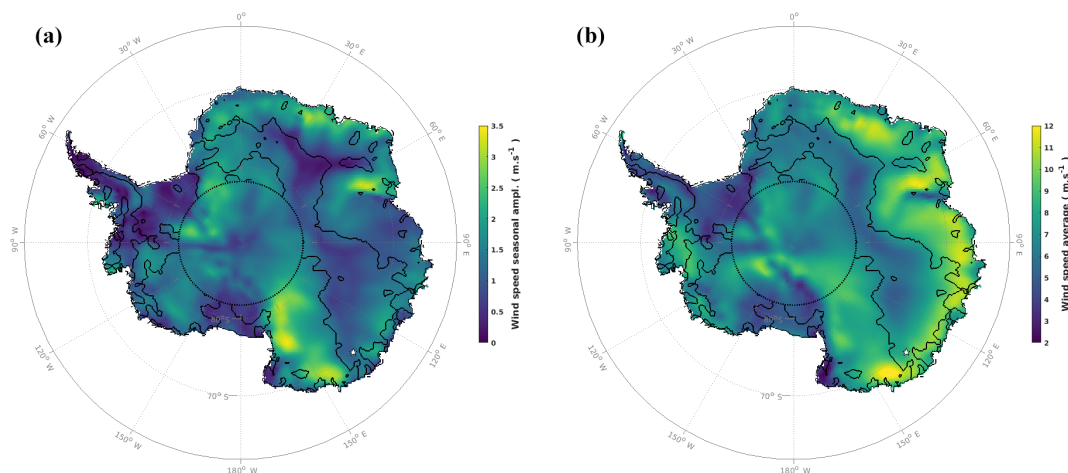 (a)
0°
30° W
30° E
60° W
60° E
90° W
90° E
80° S
70° S
120° W
120° E
150° W
150° E
180° W
3.5
3
2.5
2
1.5
1
0.5
0
Wind speed seasonal ampl. ( m.s⁻¹ )
(b)
0°
30° W
30° E
60° W
60° E
90° W
90° E
80° S
70° S
120° W
120° E
150° W
150° E
180° W
12
11
10
9
8
7
6
5
4
3
2
Wind speed average ( m.s⁻¹ )